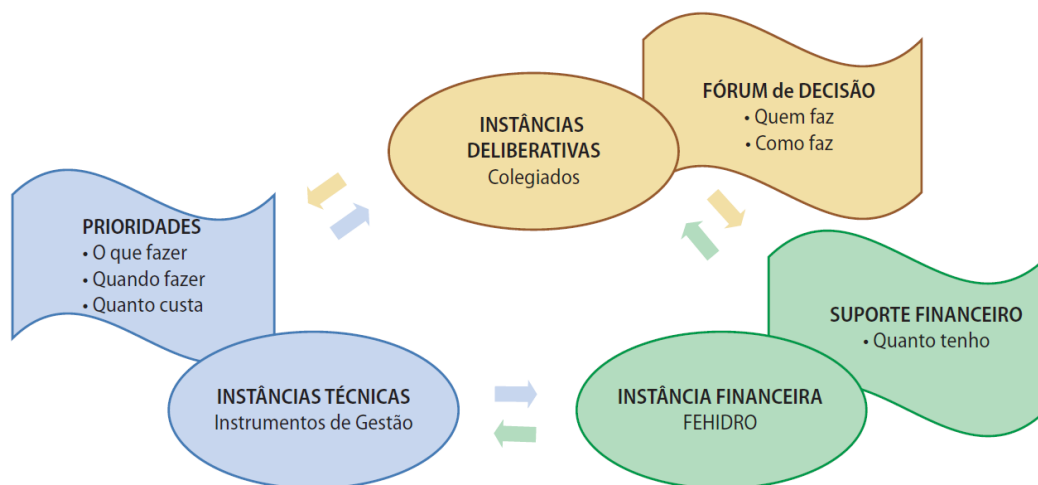 FÓRUM de DECISÃO
• Quem faz
• Como faz
INSTÂNCIAS
DELIBERATIVAS
Colegiados
PRIORIDADES
• O que fazer
• Quando fazer
• Quanto custa
SUPORTE FINANCEIRO
• Quanto tenho
INSTÂNCIAS TÉCNICAS
Instrumentos de Gestão
INSTÂNCIA FINANCEIRA
FEHIDRO